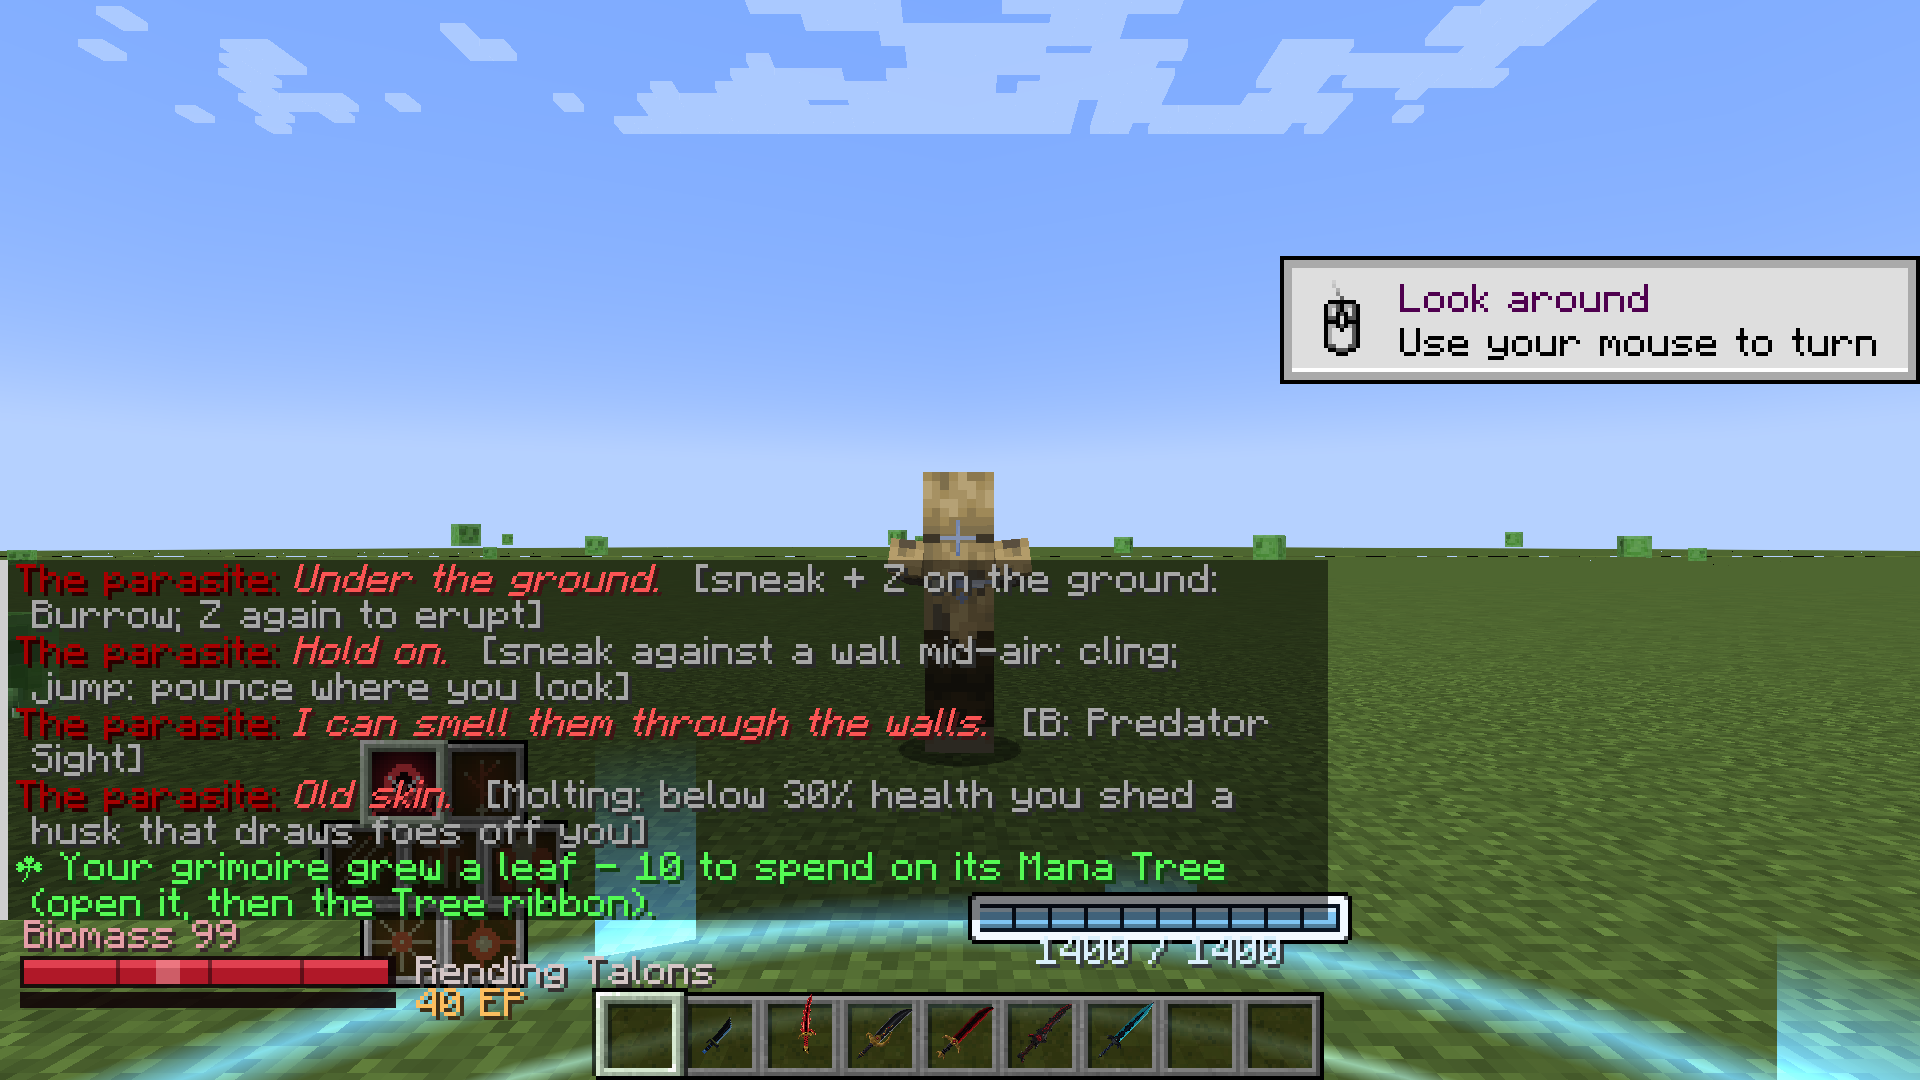 Look around
Use your mouse to turn
The parasite: Under the ground. [sneak + Z on the ground:
Burrow; Z again to erupt]
The parasite: Hold on. [sneak against a wall mid-air: cling;
jump: pounce where you look]
The parasite: I can smell them through the walls. [B: Predator
Sight]
The parasite: Old skin. [Molting: below 30% health you shed a
husk that draws foes off you]
☘ Your grimoire grew a leaf – 10 to spend on its Mana Tree
(open it, then the Tree ribbon).
Biomass 99
1400 / 1400
Rending Talons
40 EP